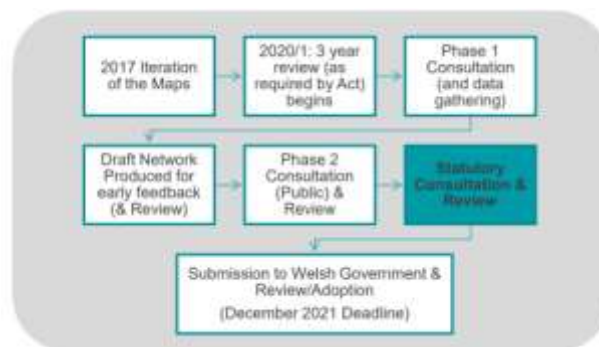 2017 Iteration
of the Maps
2020/1: 3 year
review (as
required by Act)
begins
Phase 1
Consultation
(and data
gathering)
Draft Network
Produced for
early feedback
(& Review)
Phase 2
Consultation
(Public) &
Review
Statutory
Consultation &
Review
Submission to Welsh Government &
Review/Adoption
(December 2021 Deadline)